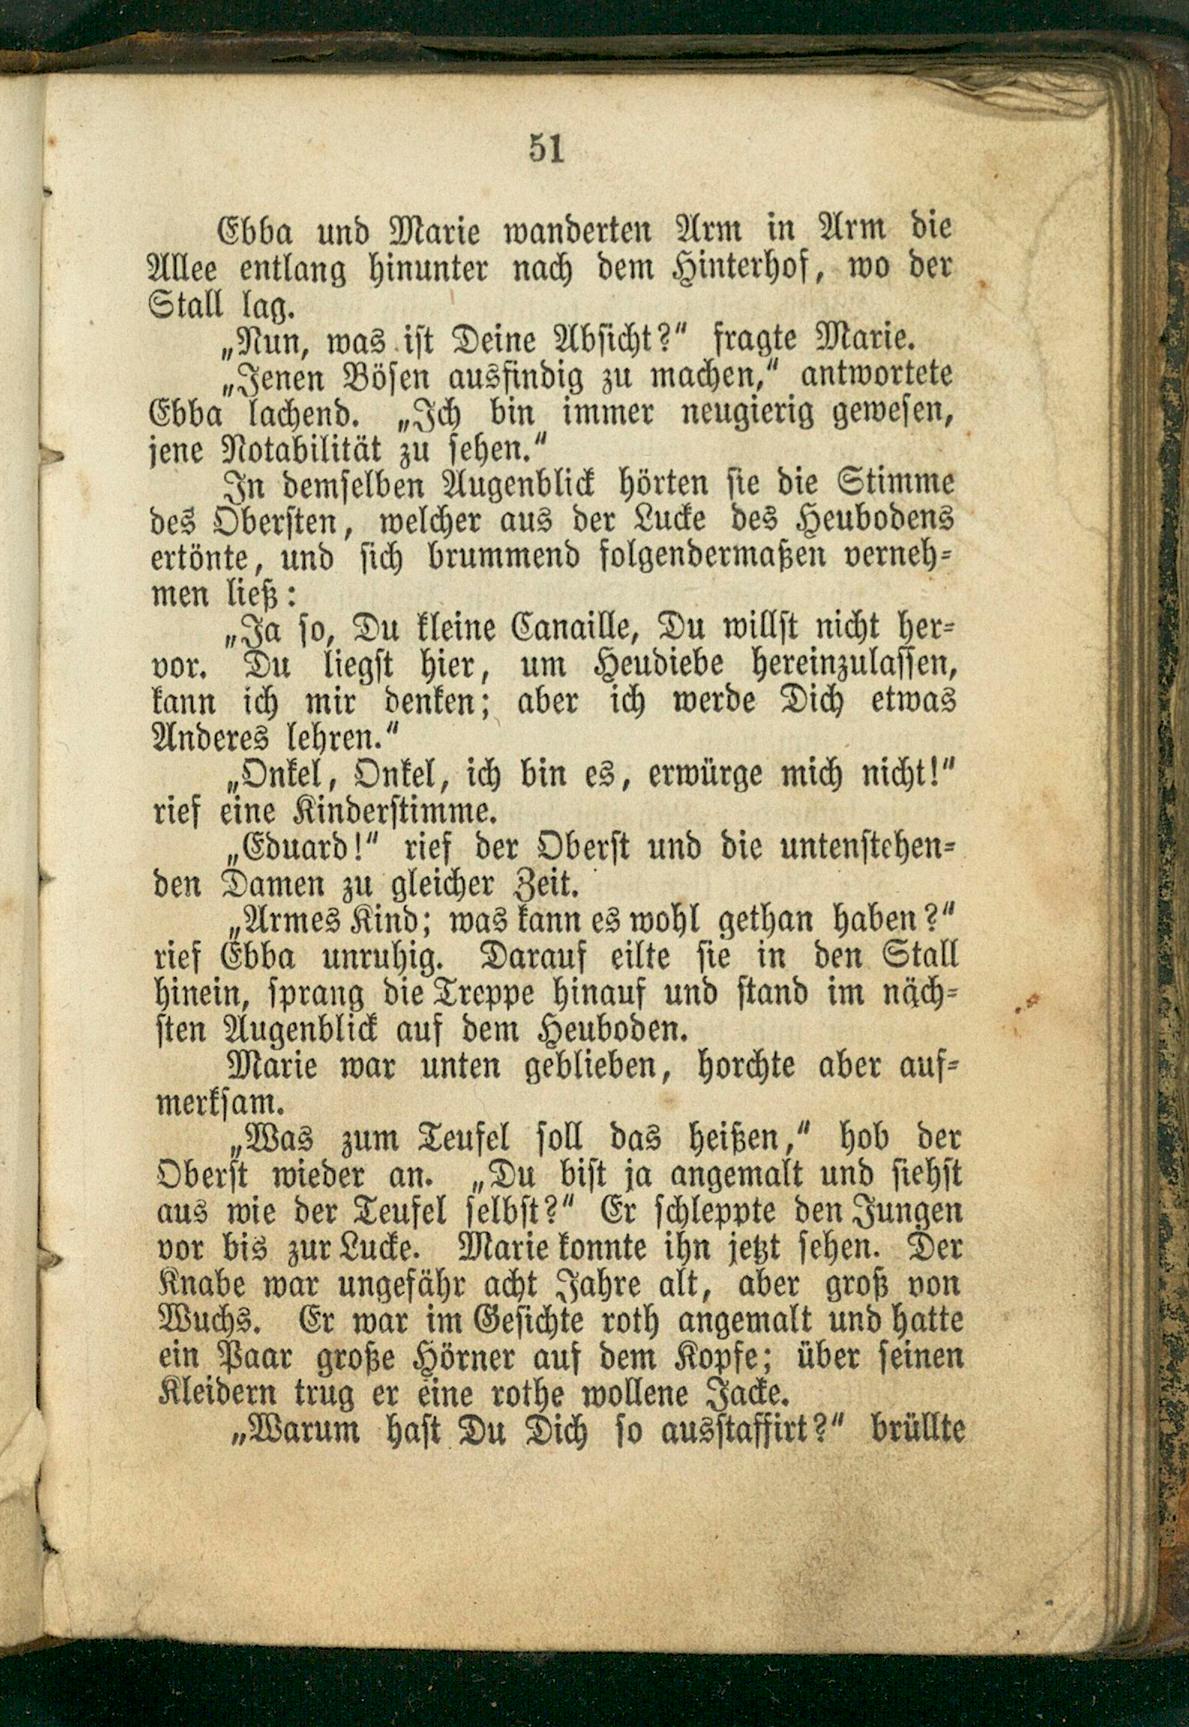 51
Ebba und Marie wanderten Arm in Arm die
Allee entlang hinunter nach dem Hinterhof, wo der
Stall lag.
„Nun, was ist Deine Absicht?“ fragte Marie.
„Jenen Bösen ausfindig zu machen,“ antwortete
Ebba lachend. „Ich bin immer neugierig gewesen,
jene Notabilität zu sehen.“
In demselben Augenblick hörten sie die Stimme
des Obersten, welcher aus der Lucke des Heubodens
ertönte, und sich brummend folgendermaßen verneh-
men ließ:
„Ja so, Du kleine Canaille, Du willst nicht her-
vor. Du liegst hier, um Heudiebe hereinzulassen,
kann ich mir denken; aber ich werde Dich etwas
Anderes lehren.“
„Onkel, Onkel, ich bin es, erwürge mich nicht!“
rief eine Kinderstimme.
„Eduard!“ rief der Oberst und die untenstehen-
den Damen zu gleicher Zeit.
„Armes Kind; was kann es wohl gethan haben?“
rief Ebba unruhig. Darauf eilte sie in den Stall
hinein, sprang die Treppe hinauf und stand im näch-
sten Augenblick auf dem Heuboden.
Marie war unten geblieben, horchte aber auf-
merksam.
„Was zum Teufel soll das heißen,“ hob der
Oberst wieder an. „Du bist ja angemalt und siehst
aus wie der Teufel selbst?“ Er schleppte den Jungen
vor bis zur Lucke. Marie konnte ihn jetzt sehen. Der
Knabe war ungefähr acht Jahre alt, aber groß von
Wuchs. Er war im Gesichte roth angemalt und hatte
ein Paar große Hörner auf dem Kopfe; über seinen
Kleidern trug er eine rothe wollene Jacke.
„Warum hast Du Dich so ausstaffirt?“ brüllte